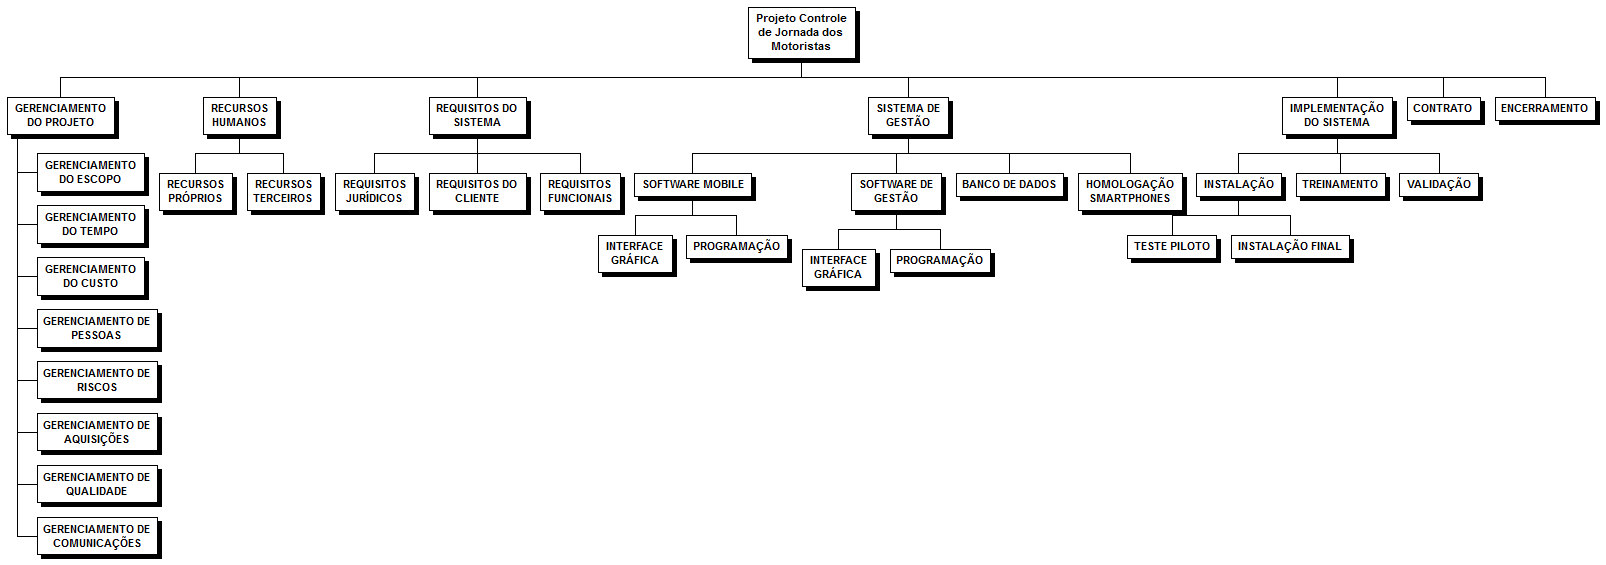 Projeto Controle
de Jornada dos
Motoristas
GERENCIAMENTO
DO PROJETO
RECURSOS
HUMANOS
REQUISITOS DO
SISTEMA
SISTEMA DE
GESTÃO
IMPLEMENTAÇÃO
DO SISTEMA
CONTRATO
ENCERRAMENTO
GERENCIAMENTO
DO ESCOPO
GERENCIAMENTO
DO TEMPO
GERENCIAMENTO
DO CUSTO
GERENCIAMENTO DE
PESSOAS
GERENCIAMENTO DE
RISCOS
GERENCIAMENTO DE
AQUISIÇÕES
GERENCIAMENTO DE
QUALIDADE
GERENCIAMENTO DE
COMUNICAÇÕES
RECURSOS
PRÓPRIOS
RECURSOS
TERCEIROS
REQUISITOS
JURÍDICOS
REQUISITOS DO
CLIENTE
REQUISITOS
FUNCIONAIS
SOFTWARE MOBILE
INTERFACE
GRÁFICA
PROGRAMAÇÃO
SOFTWARE DE
GESTÃO
INTERFACE
GRÁFICA
PROGRAMAÇÃO
BANCO DE DADOS
HOMOLOGAÇÃO
SMARTPHONES
INSTALAÇÃO
TESTE PILOTO
INSTALAÇÃO FINAL
TREINAMENTO
VALIDAÇÃO